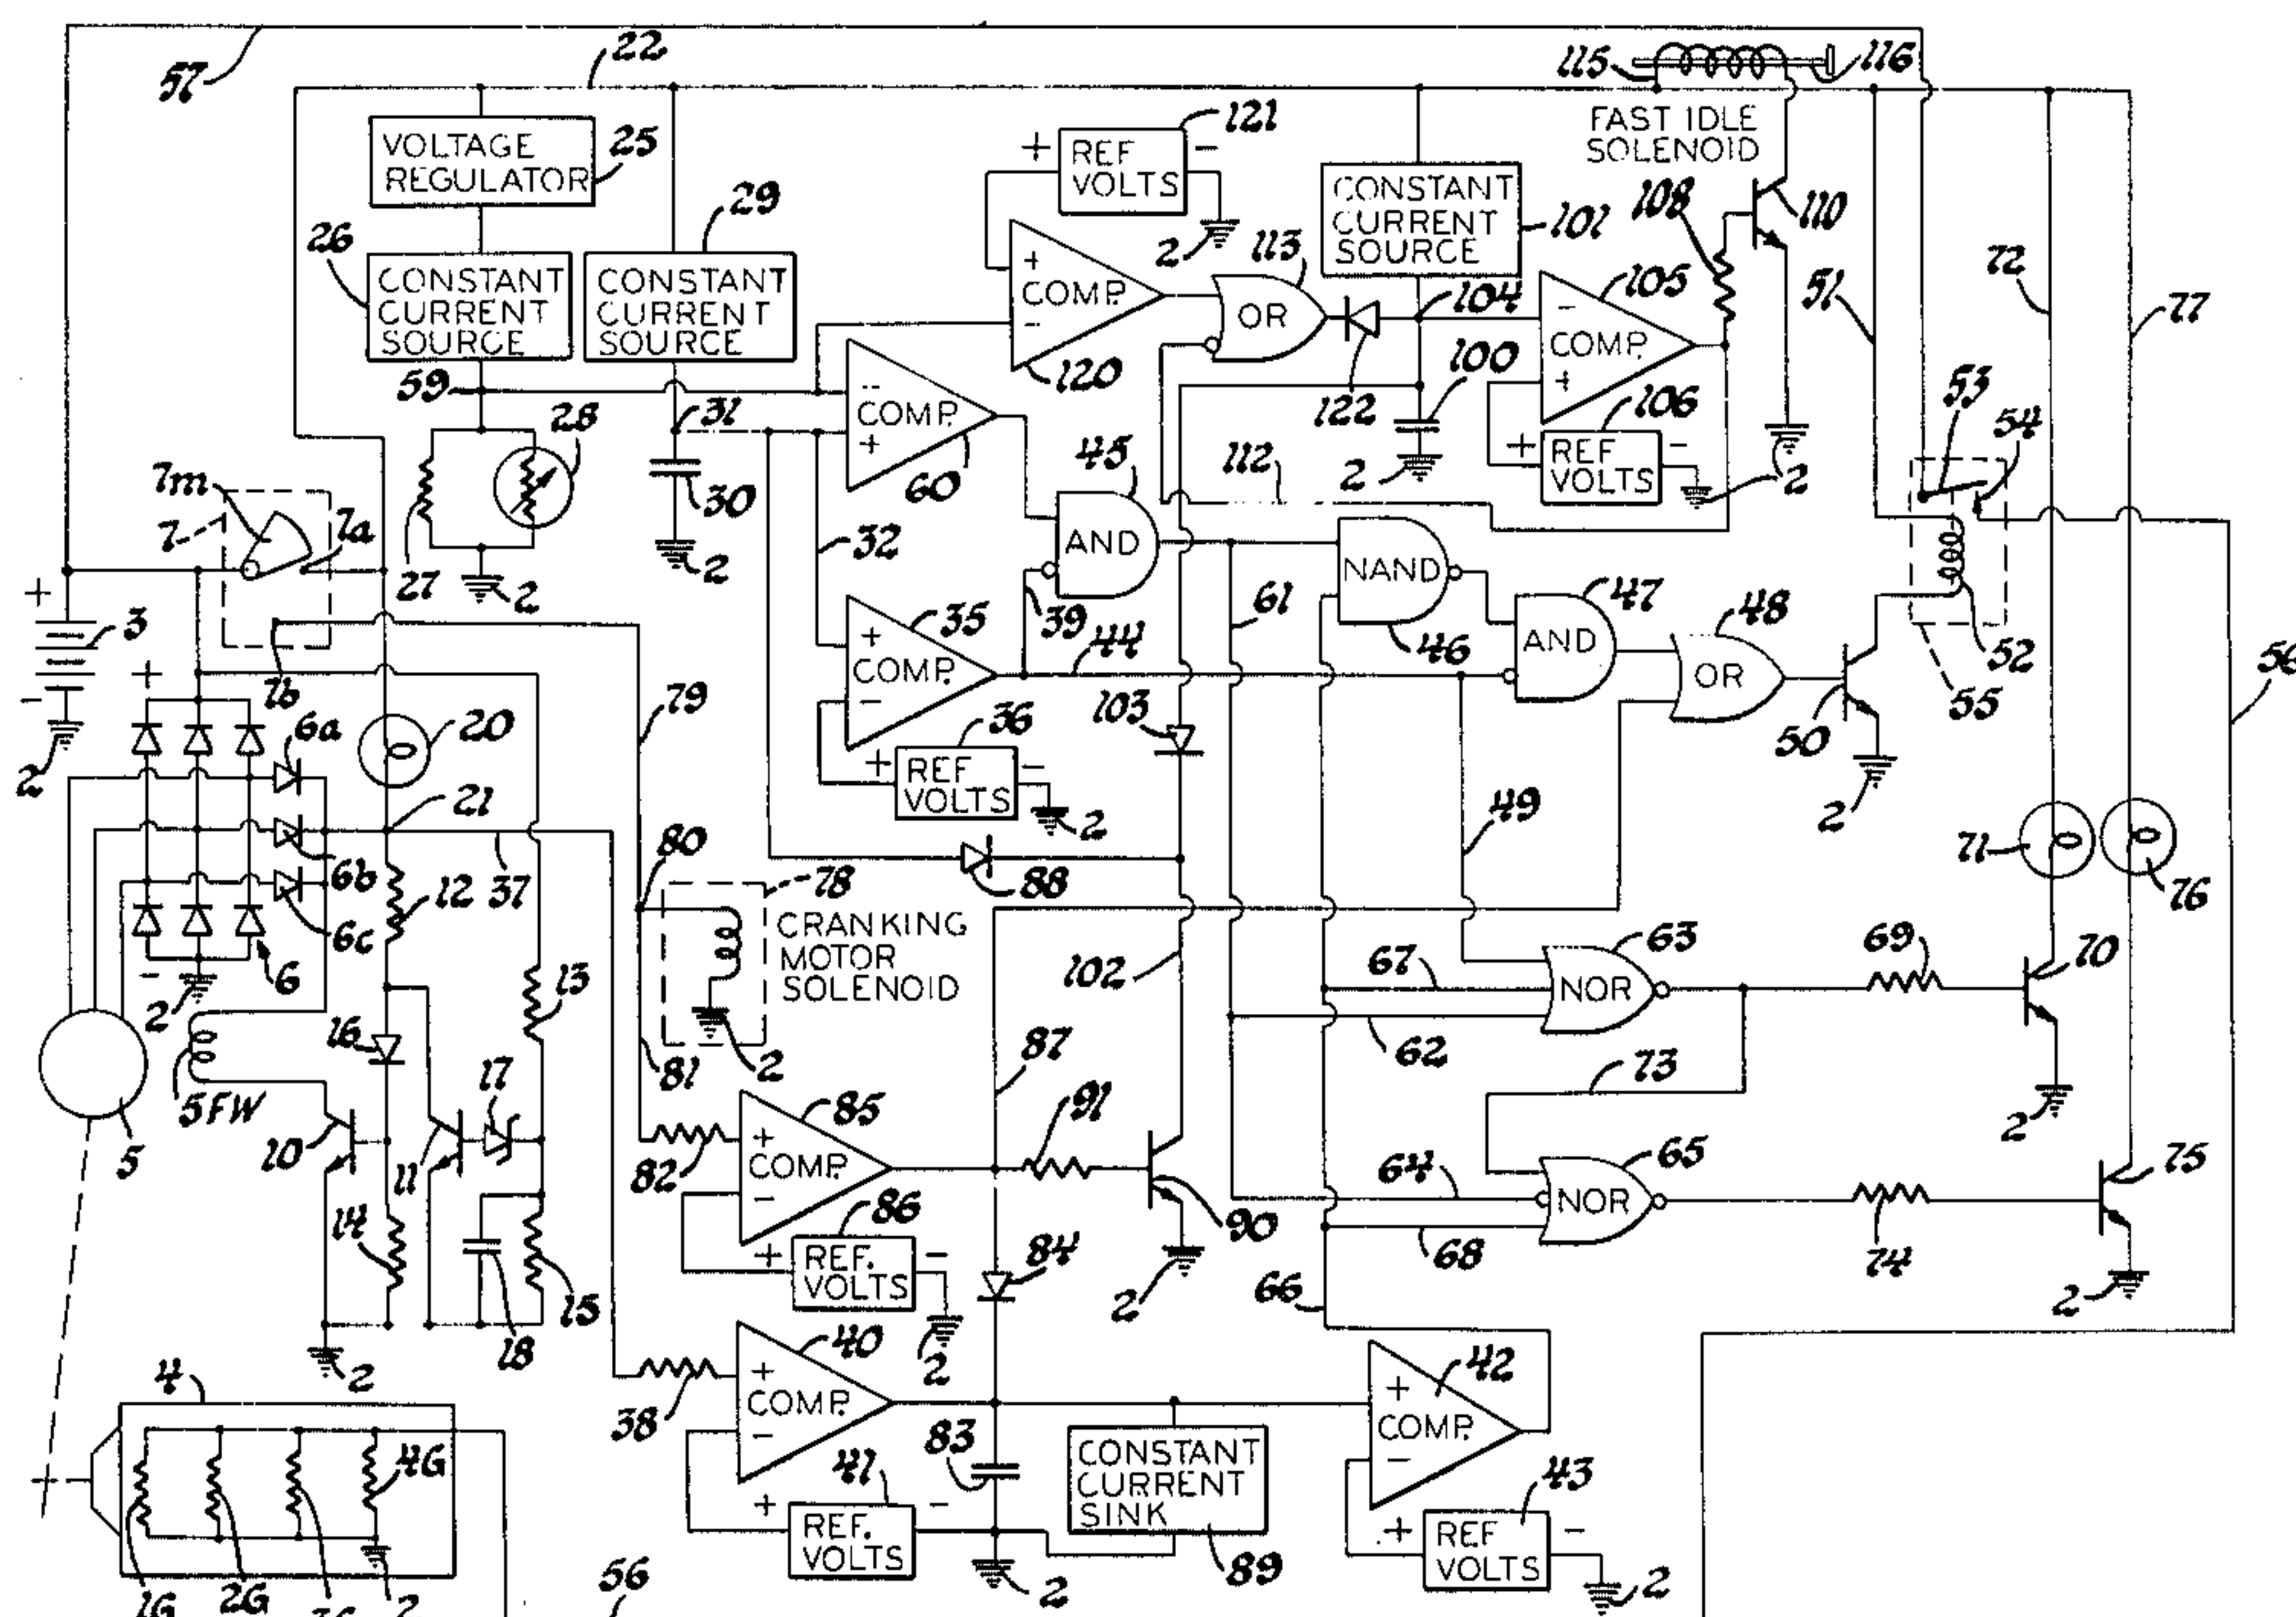 57
22
115
116
FAST IDLE
SOLENOID
VOLTAGE
REGULATOR
25
+
REF
VOLTS
-
121
2
29
CONSTANT
CURRENT
SOURCE
101
108
110
26
CONSTANT
CURRENT
SOURCE
CONSTANT
CURRENT
SOURCE
+
COMP.
-
120
113
OR
104
-
COMP.
+
105
51
72
77
59
31
28
27
2
30
2
--
COMP.
+
60
122
100
2
+
REF
VOLTS
-
106
2
2
112
53
54
7m
7
7a
7b
32
45
AND
39
61
NAND
46
47
AND
48
OR
52
55
50
2
56
+
3
-
2
+
COMP.
-
35
44
+
REF
VOLTS
-
36
2
103
49
79
+
6a
20
21
6b
6c
37
12
-
2
6
5FW
5
80
78
CRANKING
MOTOR
SOLENOID
2
81
88
102
87
67
62
63
NOR
69
70
2
71
76
73
13
16
17
10
11
14
18
15
2
82
+
COMP.
-
85
+
REF.
VOLTS
-
86
2
91
90
2
84
64
68
65
NOR
74
75
2
66
38
+
COMP.
-
40
+
REF.
VOLTS
-
41
83
2
CONSTANT
CURRENT
SINK
89
+
COMP.
-
42
+
REF
VOLTS
-
43
2
4
4G
1G
2G
2
56